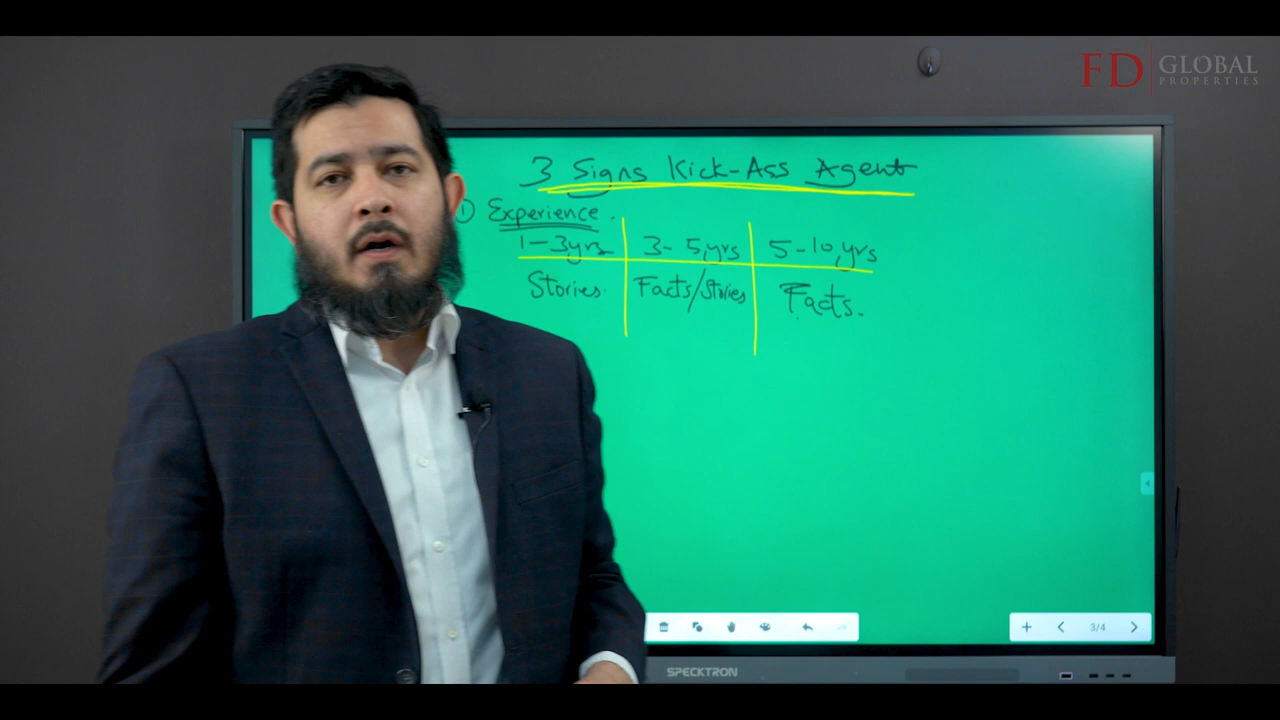 FD GLOBAL
PROPERTIES
3 Signs Kick-Ass Agent
① Experience.
1-3yrs 3-5yrs 5-10yrs
Stories. Facts/Stories Facts.
3/4
SPECKTRON